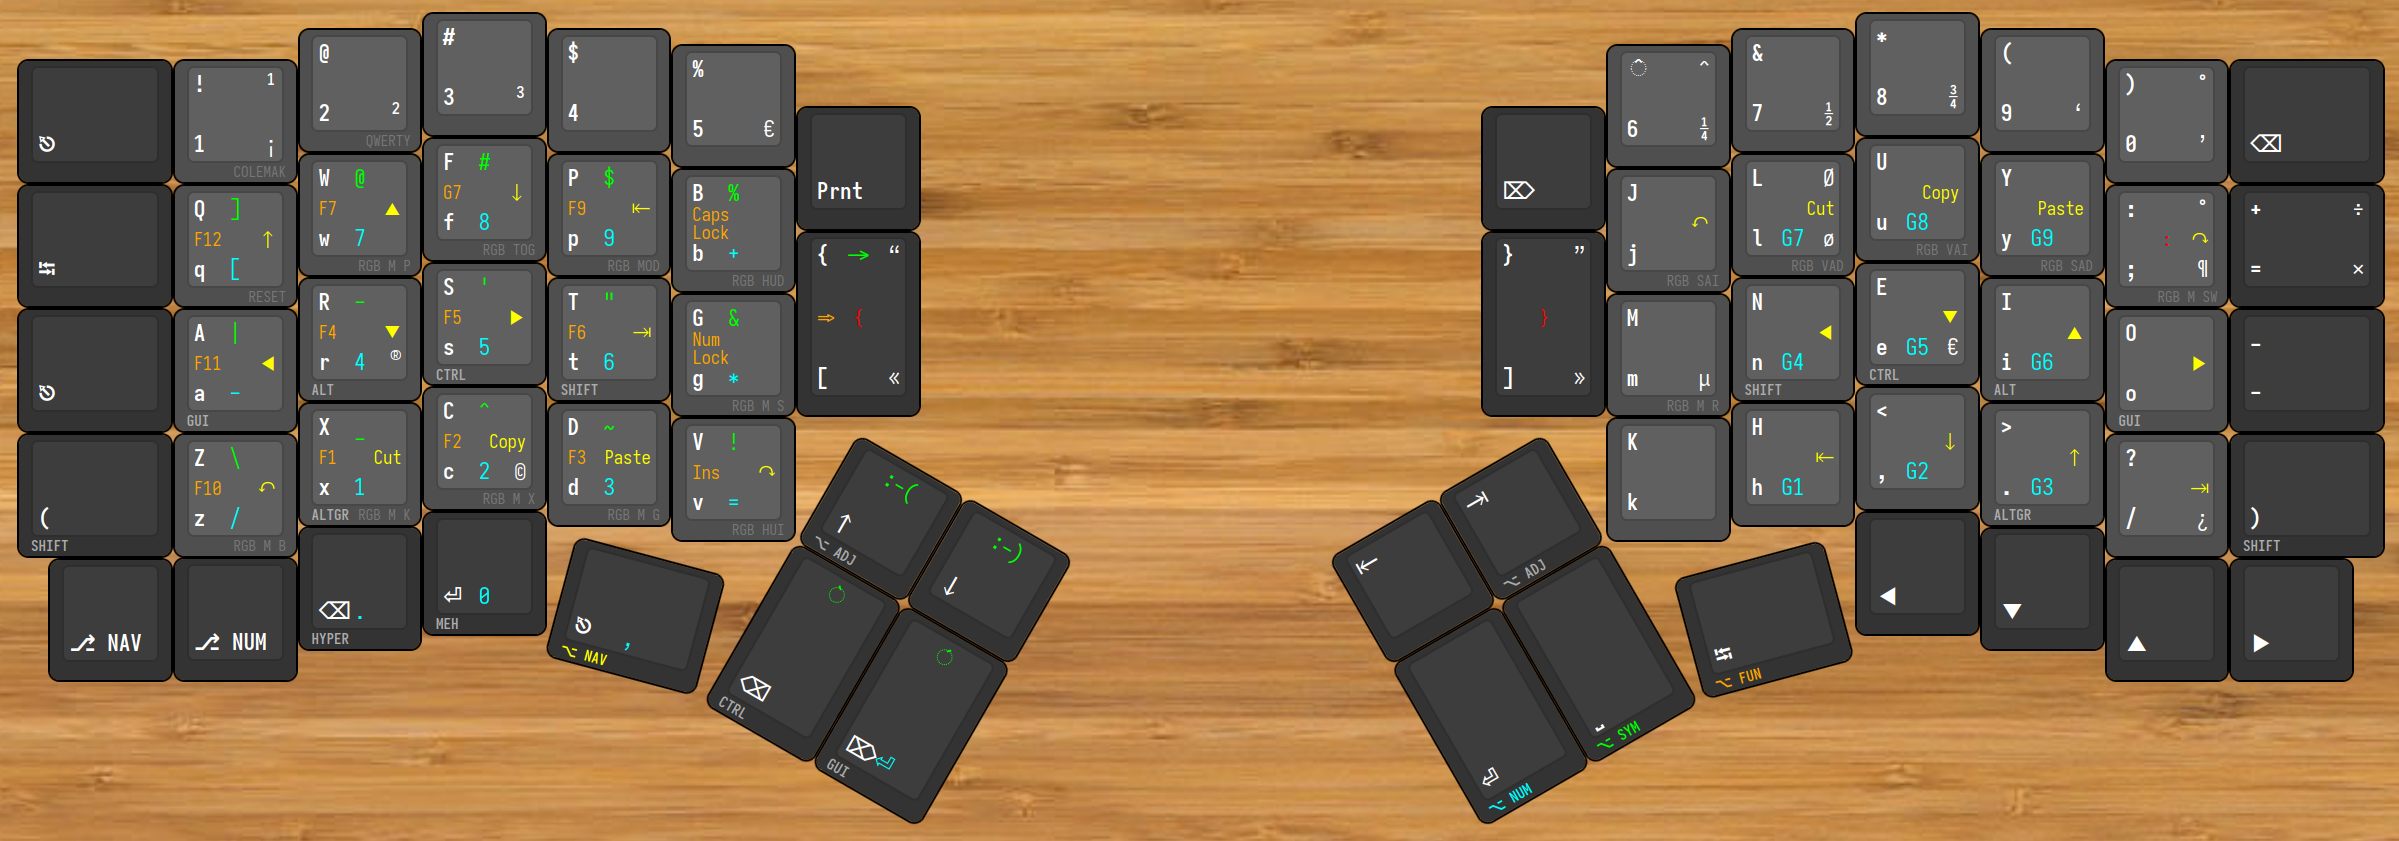 ! 1
1 ¡
COLEMAK
@
2 2
QWERTY
#
3 3
$
4
%
5 €
Prnt
Q ]
F12 ↑
q [
RESET
W @
F7 ▲
w 7
RGB M P
F #
G7 ↓
f 8
RGB TOG
P $
F9 ⇤
p 9
RGB MOD
B %
Caps
Lock
b +
RGB HUD
{ → “
⇒ {
[ «
A |
F11 ◀
a -
GUI
R -
F4 ▼
r 4 ®
ALT
S '
F5 ▶
s 5
CTRL
T "
F6 ⇥
t 6
SHIFT
G &
Num
Lock
g *
RGB M S
(
SHIFT
Z \
F10 ↶
z /
RGB M B
X _
F1 Cut
x 1
ALTGR RGB M K
C ^
F2 Copy
c 2 ©
RGB M X
D ~
F3 Paste
d 3
RGB M G
V !
Ins ↷
v =
RGB HUI
⎇ NAV
⎇ NUM
⌫ .
HYPER
⏎ 0
MEH
,
⌥ NAV
:-(
↑
⌥ ADJ
:-)
↓
⌫
CTRL
⌦ ⏎
GUI
⌦
^
6 ¼
&
7 ½
*
8 ¾
(
9 ‘
) °
0 ’
⌫
} ”
}
] »
J
↶
j
RGB SAI
L Ø
Cut
l G7 ø
RGB VAD
U
Copy
u G8
RGB VAI
Y
Paste
y G9
RGB SAD
: °
: ↷
; ¶
RGB M SW
+ ÷
= ×
M
m µ
RGB M R
N
◀
n G4
SHIFT
E
▼
e G5 €
CTRL
I
▲
i G6
ALT
O
▶
o
GUI
-
-
K
k
H
⇤
h G1
<
↓
, G2
>
↑
. G3
ALTGR
?
⇥
/ ¿
)
SHIFT
⇤
⇥
⌥ ADJ
⏎
⌥ NUM
⌥ SYM
⌥ FUN
◀
▼
▲
▶